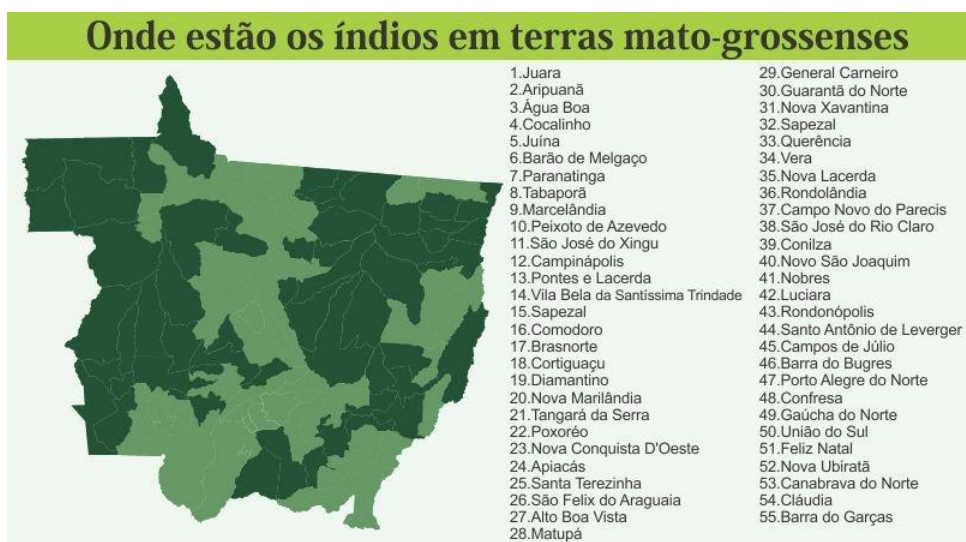 Onde estão os índios em terras mato-grossenses
1.Juara
2.Aripuanã
3.Água Boa
4.Cocalinho
5.Juína
6.Barão de Melgaço
7.Paranatinga
8.Tabaporã
9.Marcelândia
10.Peixoto de Azevedo
11.São José do Xingu
12.Campinápolis
13.Pontes e Lacerda
14.Vila Bela da Santíssima Trindade
15.Sapezal
16.Comodoro
17.Brasnorte
18.Cortiguaçu
19.Diamantino
20.Nova Marilândia
21.Tangará da Serra
22.Poxoréo
23.Nova Conquista D'Oeste
24.Apiacás
25.Santa Terezinha
26.São Felix do Araguaia
27.Alto Boa Vista
28.Matupá
29.General Carneiro
30.Guarantã do Norte
31.Nova Xavantina
32.Sapezal
33.Querência
34.Vera
35.Nova Lacerda
36.Rondolândia
37.Campo Novo do Parecis
38.São José do Rio Claro
39.Conilza
40.Novo São Joaquim
41.Nobres
42.Luciara
43.Rondonópolis
44.Santo Antônio de Leverger
45.Campos de Júlio
46.Barra do Bugres
47.Porto Alegre do Norte
48.Confresa
49.Gaúcha do Norte
50.União do Sul
51.Feliz Natal
52.Nova Ubiratã
53.Canabrava do Norte
54.Cláudia
55.Barra do Garças